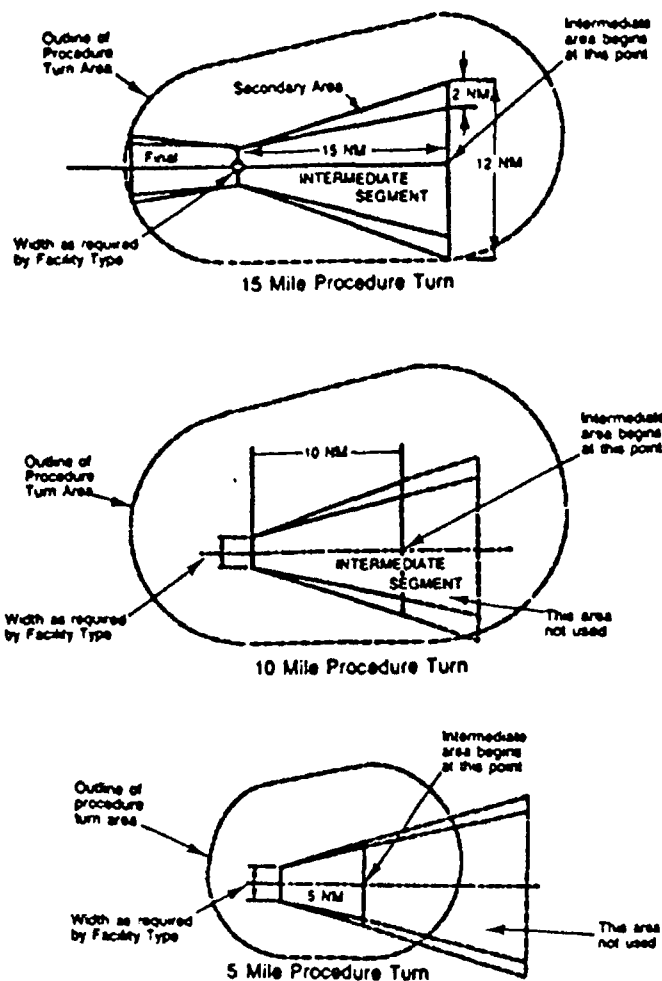 Outline of
Procedure
Turn Area
Secondary Area
Intermediate
area begins
at this point
2 NM
15 NM
12 NM
Final
INTERMEDIATE
SEGMENT
Width as required
by Facility Type
15 Mile Procedure Turn
Intermediate
area begins
at this point
10 NM
Outline of
Procedure
Turn Area
INTERMEDIATE
SEGMENT
Width as required
by Facility Type
This area
not used
10 Mile Procedure Turn
Intermediate
area begins
at this point
Outline of
procedure
turn area
5 NM
Width as required
by Facility Type
This area
not used
5 Mile Procedure Turn